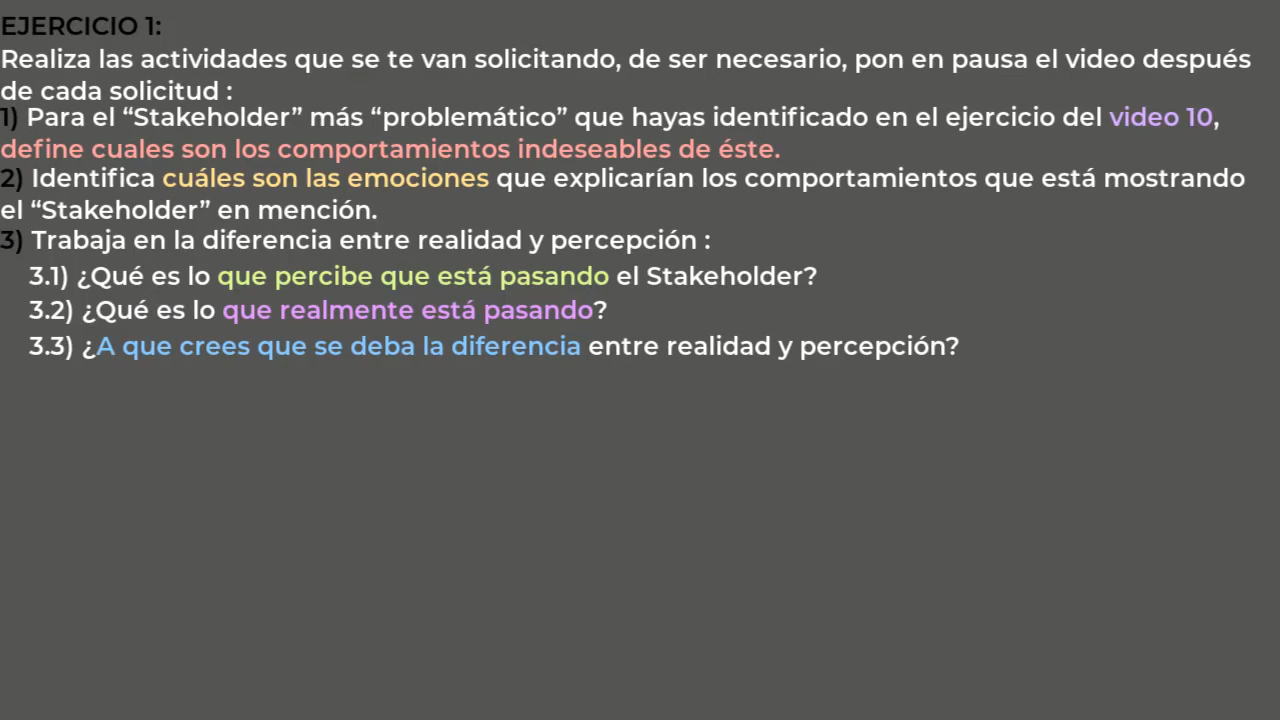 EJERCICIO 1:
Realiza las actividades que se te van solicitando, de ser necesario, pon en pausa el video después
de cada solicitud :
1) Para el “Stakeholder” más “problemático” que hayas identificado en el ejercicio del video 10,
define cuales son los comportamientos indeseables de éste.
2) Identifica cuáles son las emociones que explicarían los comportamientos que está mostrando
el “Stakeholder” en mención.
3) Trabaja en la diferencia entre realidad y percepción :
3.1) ¿Qué es lo que percibe que está pasando el Stakeholder?
3.2) ¿Qué es lo que realmente está pasando?
3.3) ¿A que crees que se deba la diferencia entre realidad y percepción?